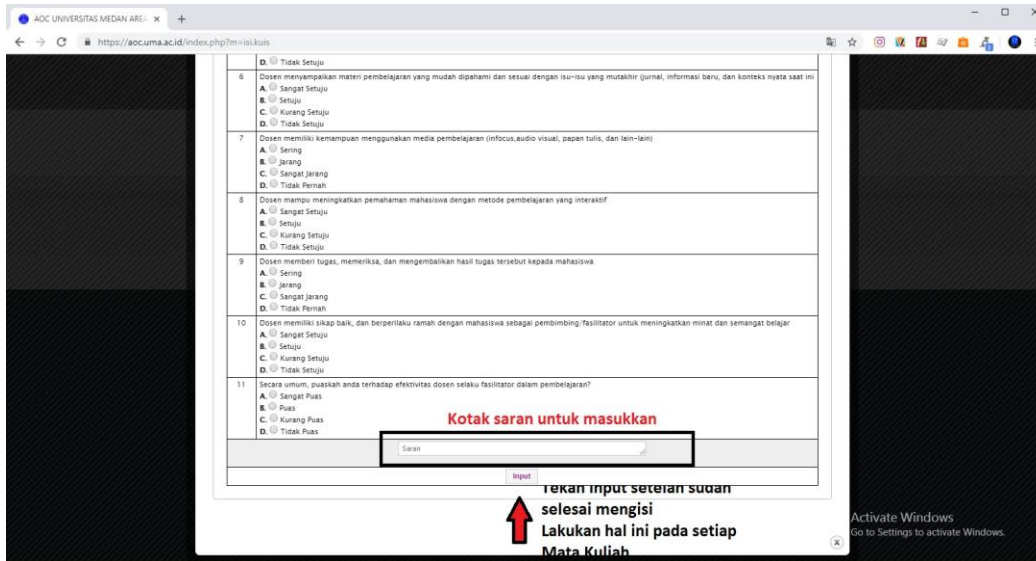 AOC UNIVERSITAS MEDAN AREA
https://aoc.uma.ac.id/index.php?m=isi.kuis
D. Tidak Setuju
6 Dosen menyampaikan materi pembelajaran yang mudah dipahami dan sesuai dengan isu-isu yang mutakhir (jurnal, informasi baru, dan konteks nyata saat ini
A. Sangat Setuju
B. Setuju
C. Kurang Setuju
D. Tidak Setuju
7 Dosen memiliki kemampuan menggunakan media pembelajaran (infocus,audio visual, papan tulis, dan lain-lain)
A. Sering
B. Jarang
C. Sangat Jarang
D. Tidak Pernah
8 Dosen mampu meningkatkan pemahaman mahasiswa dengan metode pembelajaran yang interaktif
A. Sangat Setuju
B. Setuju
C. Kurang Setuju
D. Tidak Setuju
9 Dosen memberi tugas, memeriksa, dan mengembalikan hasil tugas tersebut kepada mahasiswa
A. Sering
B. Jarang
C. Sangat Jarang
D. Tidak Pernah
10 Dosen memiliki sikap baik, dan berperilaku ramah dengan mahasiswa sebagai pembimbing/fasilitator untuk meningkatkan minat dan semangat belajar
A. Sangat Setuju
B. Setuju
C. Kurang Setuju
D. Tidak Setuju
11 Secara umum, puaskah anda terhadap efektivitas dosen selaku fasilitator dalam pembelajaran?
A. Sangat Puas
B. Puas
C. Kurang Puas
D. Tidak Puas
Kotak saran untuk masukkan
Saran
Input
Tekan input setelah sudah
selesai mengisi
Lakukan hal ini pada setiap
Mata Kuliah
Activate Windows
Go to Settings to activate Windows.